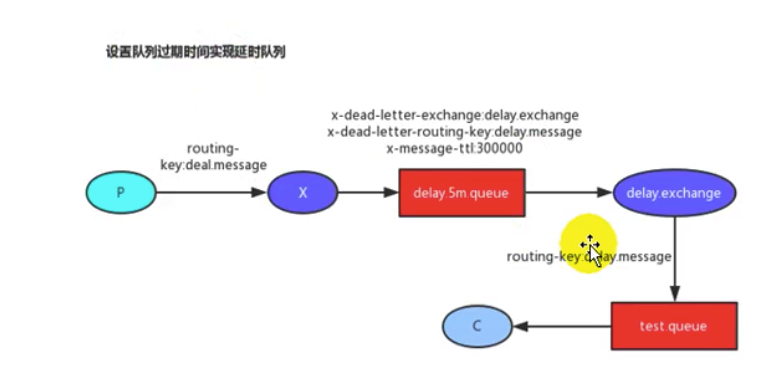 设置队列过期时间实现延时队列
x-dead-letter-exchange:delay.exchange
x-dead-letter-routing-key:delay.message
x-message-ttl:300000
routing-
key:deal.message
P
X
delay.5m.queue
delay.exchange
routing-key:delay.message
C
test.queue